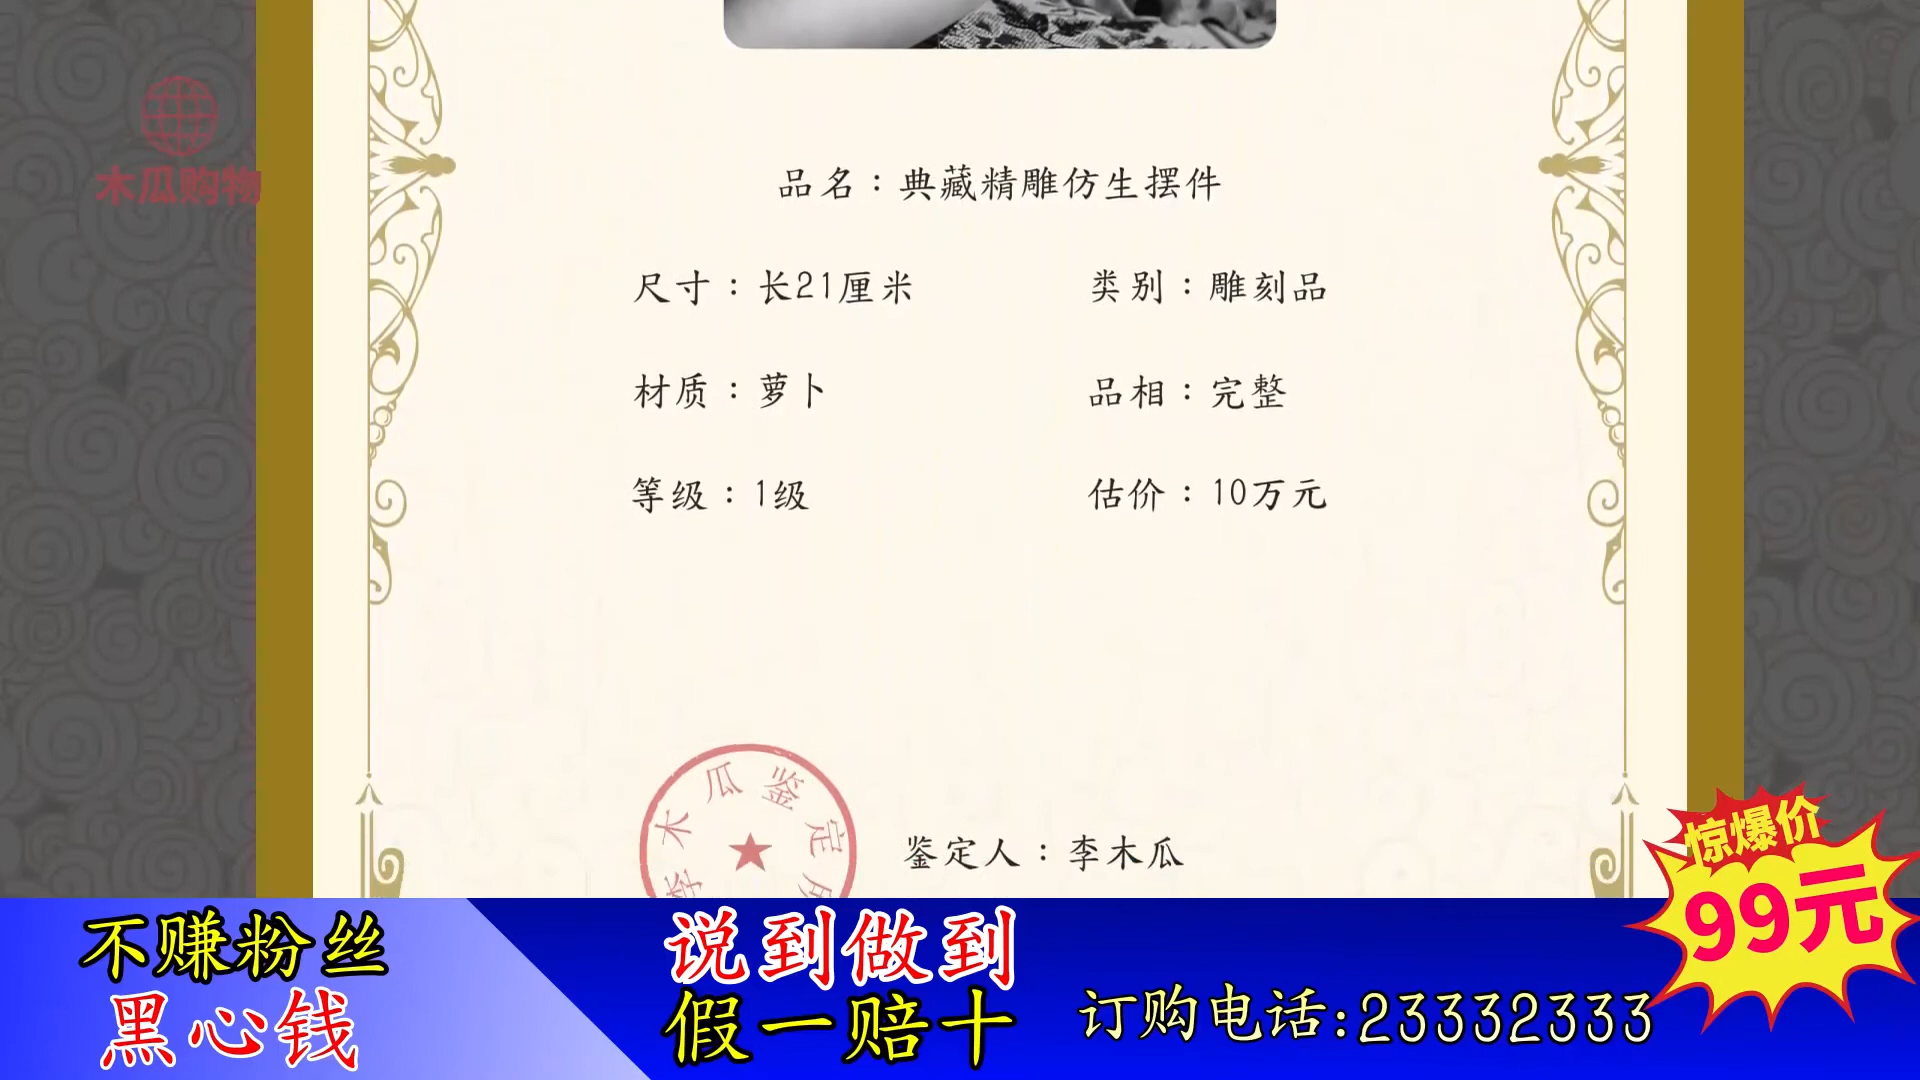 木瓜购物
品名：典藏精雕仿生摆件
尺寸：长21厘米
类别：雕刻品
材质：萝卜
品相：完整
等级：1级
估价：10万元
李木瓜鉴定
鉴定人：李木瓜
惊爆价
99元
不赚粉丝
黑心钱
说到做到
假一赔十
订购电话:23332333